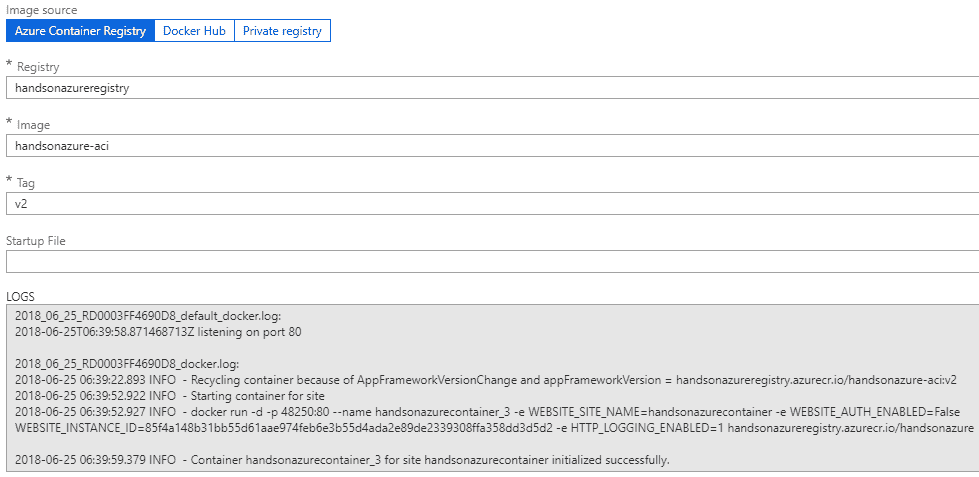 Image source
Azure Container Registry Docker Hub Private registry
* Registry
handsonazureregistry
* Image
handsonazure-aci
* Tag
v2
Startup File
LOGS
2018_06_25_RD0003FF4690D8_default_docker.log:
2018-06-25T06:39:58.871468713Z listening on port 80
2018_06_25_RD0003FF4690D8_docker.log:
2018-06-25 06:39:22.893 INFO - Recycling container because of AppFrameworkVersionChange and appFrameworkVersion = handsonazureregistry.azurecr.io/handsonazure-aci:v2
2018-06-25 06:39:52.922 INFO - Starting container for site
2018-06-25 06:39:52.927 INFO - docker run -d -p 48250:80 --name handsonazurecontainer_3 -e WEBSITE_SITE_NAME=handsonazurecontainer -e WEBSITE_AUTH_ENABLED=False
WEBSITE_INSTANCE_ID=85f4a148b31bb55d61aae974feb6e3b55d4ada2e89de2339308ffa358dd3d5d2 -e HTTP_LOGGING_ENABLED=1 handsonazureregistry.azurecr.io/handsonazure
2018-06-25 06:39:59.379 INFO - Container handsonazurecontainer_3 for site handsonazurecontainer initialized successfully.